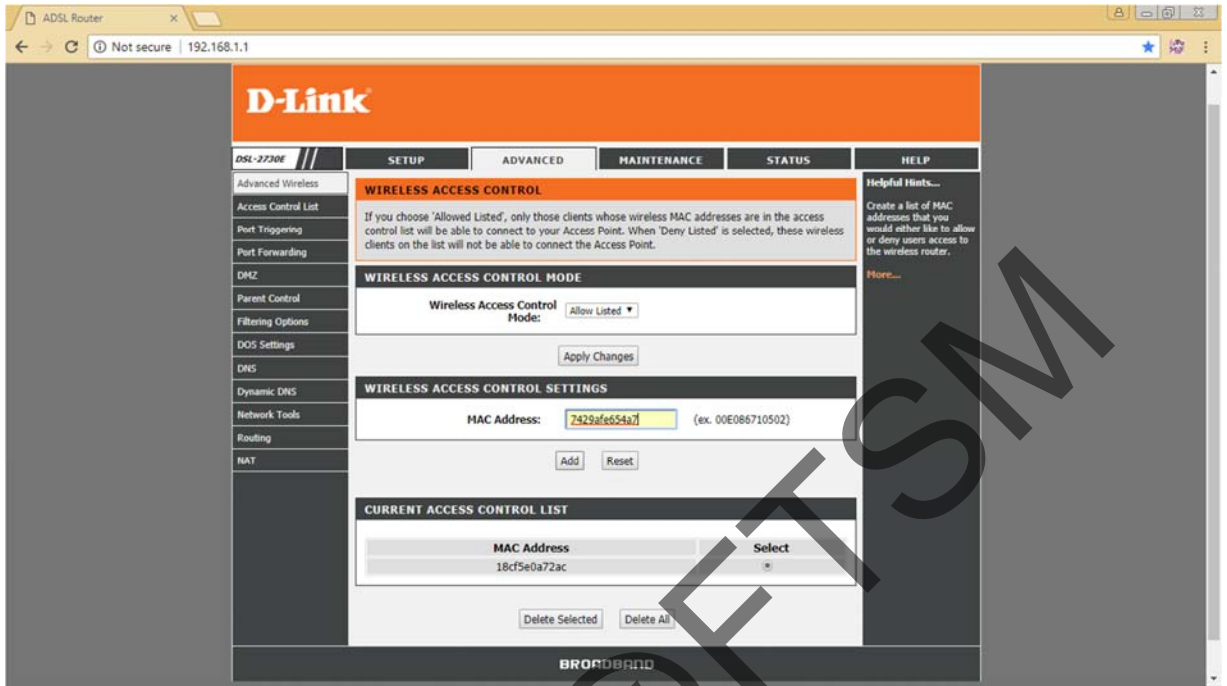 ADSL Router
Not secure | 192.168.1.1
D-Link
DSL-2730E
SETUP
ADVANCED
MAINTENANCE
STATUS
HELP
Advanced Wireless
Access Control List
Port Triggering
Port Forwarding
DMZ
Parent Control
Filtering Options
DOS Settings
DNS
Dynamic DNS
Network Tools
Routing
NAT
WIRELESS ACCESS CONTROL
If you choose 'Allowed Listed', only those clients whose wireless MAC addresses are in the access
control list will be able to connect to your Access Point. When 'Deny Listed' is selected, these wireless
clients on the list will not be able to connect the Access Point.
WIRELESS ACCESS CONTROL MODE
Wireless Access Control
Mode:
Allow Listed
Apply Changes
WIRELESS ACCESS CONTROL SETTINGS
MAC Address: 7429afe654a7 (ex. 00E086710502)
Add Reset
CURRENT ACCESS CONTROL LIST
MAC Address Select
18cf5e0a72ac
Delete Selected Delete All
Helpful Hints...
Create a list of MAC
addresses that you
would either like to allow
or deny users access to
the wireless router.
More...
BROADBAND
FTSM